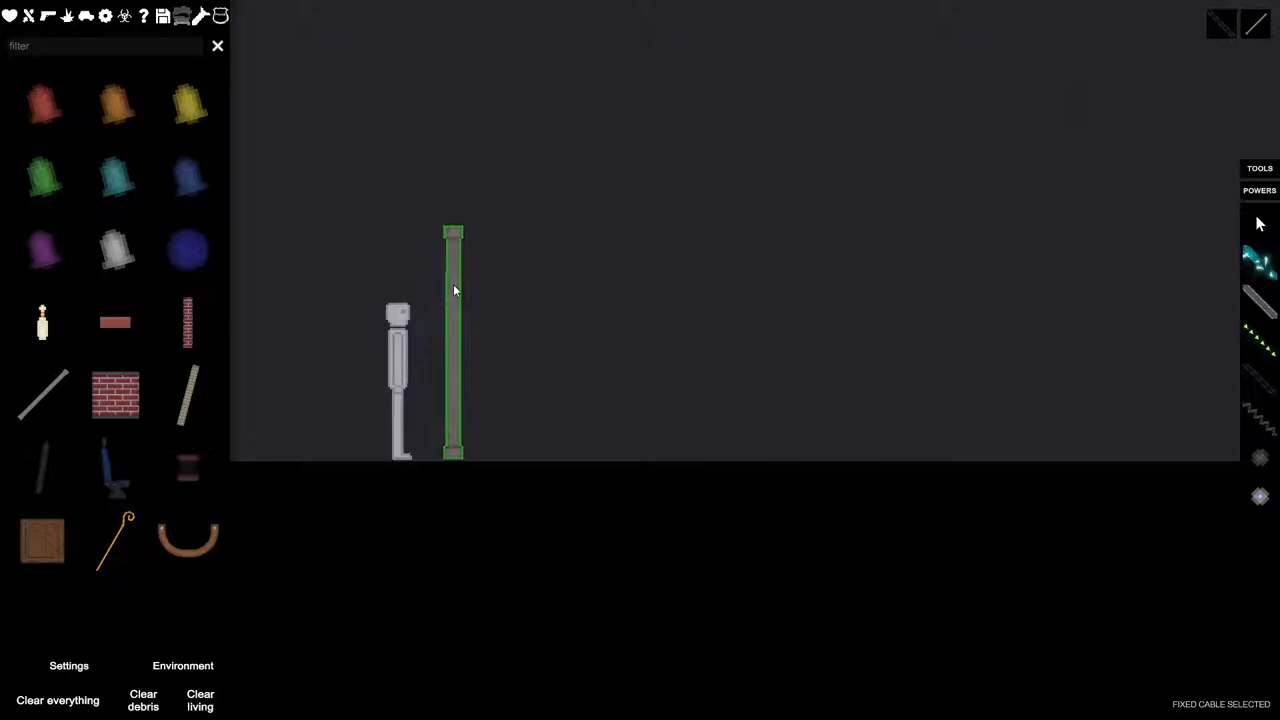 filter
TOOLS
POWERS
Settings
Environment
Clear everything
Clear
debris
Clear
living
FIXED CABLE SELECTED